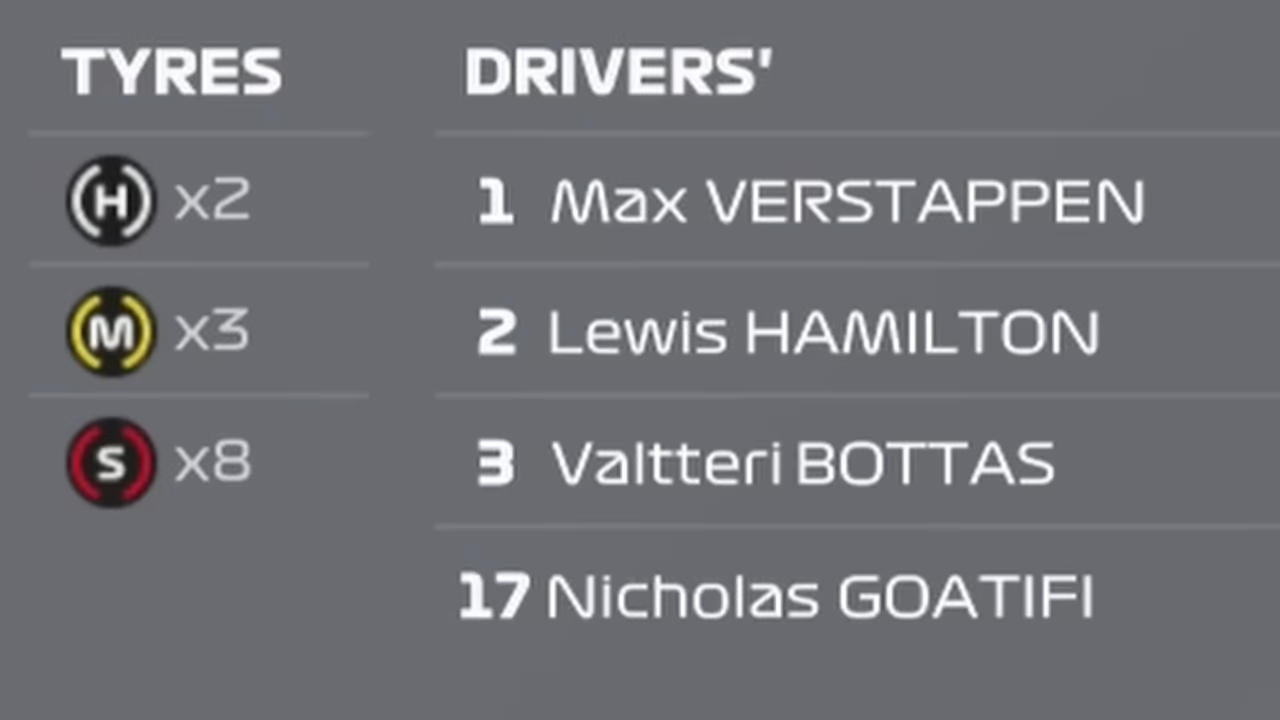 TYRES
DRIVERS'
H x2
1 Max VERSTAPPEN
M x3
2 Lewis HAMILTON
S x8
3 Valtteri BOTTAS
17 Nicholas GOATIFI